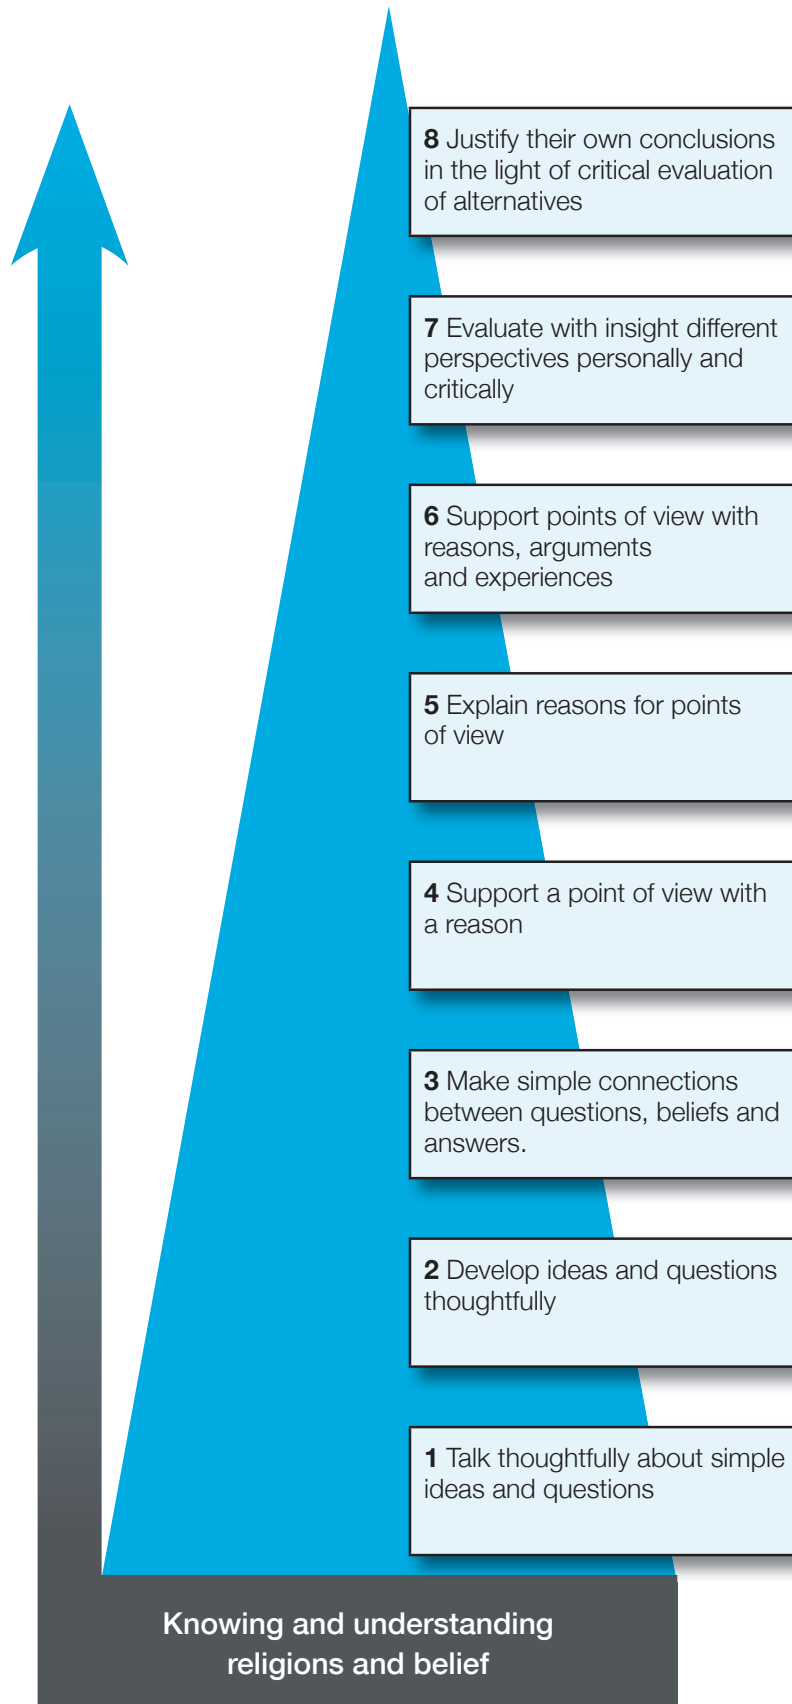 8 Justify their own conclusions
in the light of critical evaluation
of alternatives
7 Evaluate with insight different
perspectives personally and
critically
6 Support points of view with
reasons, arguments
and experiences
5 Explain reasons for points
of view
4 Support a point of view with
a reason
3 Make simple connections
between questions, beliefs and
answers.
2 Develop ideas and questions
thoughtfully
1 Talk thoughtfully about simple
ideas and questions
Knowing and understanding
religions and belief